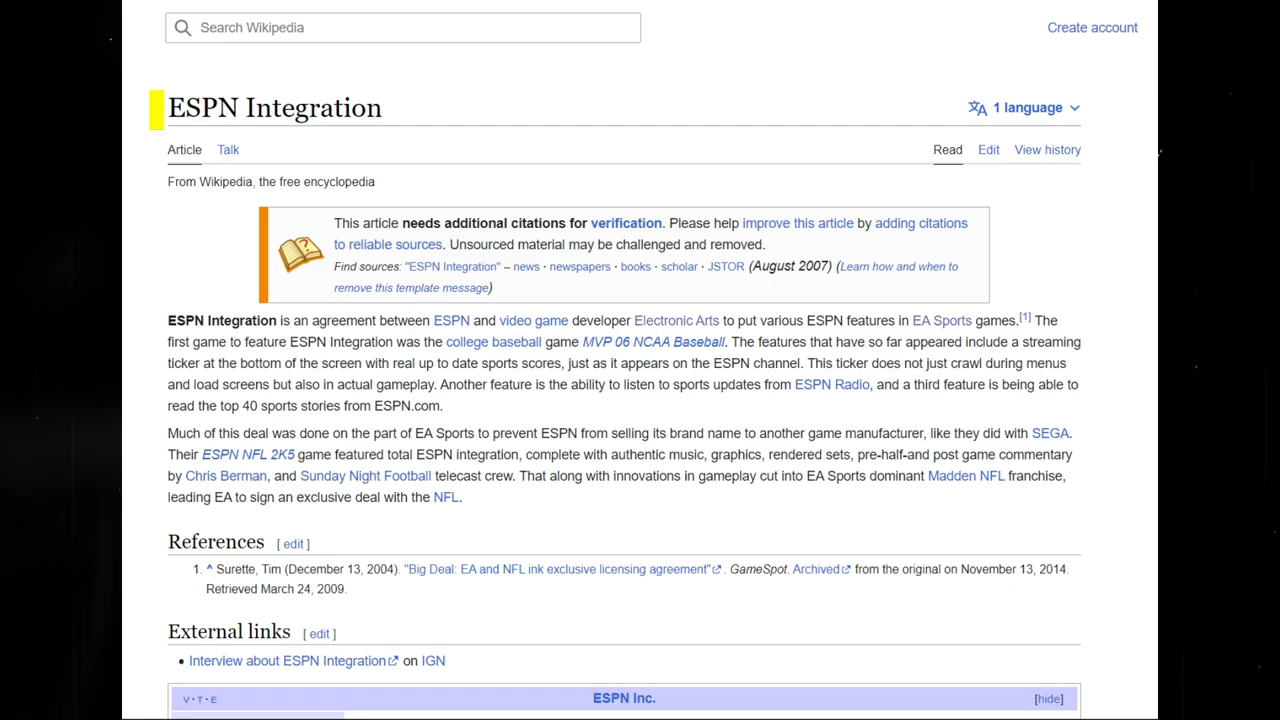 Search Wikipedia
Create account
ESPN Integration
1 language
Article Talk
Read Edit View history
From Wikipedia, the free encyclopedia
This article needs additional citations for verification. Please help improve this article by adding citations
to reliable sources. Unsourced material may be challenged and removed.
Find sources: "ESPN Integration" – news · newspapers · books · scholar · JSTOR (August 2007) (Learn how and when to
remove this template message)
ESPN Integration is an agreement between ESPN and video game developer Electronic Arts to put various ESPN features in EA Sports games.[1] The
first game to feature ESPN Integration was the college baseball game MVP 06 NCAA Baseball. The features that have so far appeared include a streaming
ticker at the bottom of the screen with real up to date sports scores, just as it appears on the ESPN channel. This ticker does not just crawl during menus
and load screens but also in actual gameplay. Another feature is the ability to listen to sports updates from ESPN Radio, and a third feature is being able to
read the top 40 sports stories from ESPN.com.
Much of this deal was done on the part of EA Sports to prevent ESPN from selling its brand name to another game manufacturer, like they did with SEGA.
Their ESPN NFL 2K5 game featured total ESPN integration, complete with authentic music, graphics, rendered sets, pre-half-and post game commentary
by Chris Berman, and Sunday Night Football telecast crew. That along with innovations in gameplay cut into EA Sports dominant Madden NFL franchise,
leading EA to sign an exclusive deal with the NFL.
References [ edit ]
1. ^ Surette, Tim (December 13, 2004). "Big Deal: EA and NFL ink exclusive licensing agreement". GameSpot. Archived from the original on November 13, 2014.
Retrieved March 24, 2009.
External links [ edit ]
• Interview about ESPN Integration on IGN
V · T · E ESPN Inc. [hide]